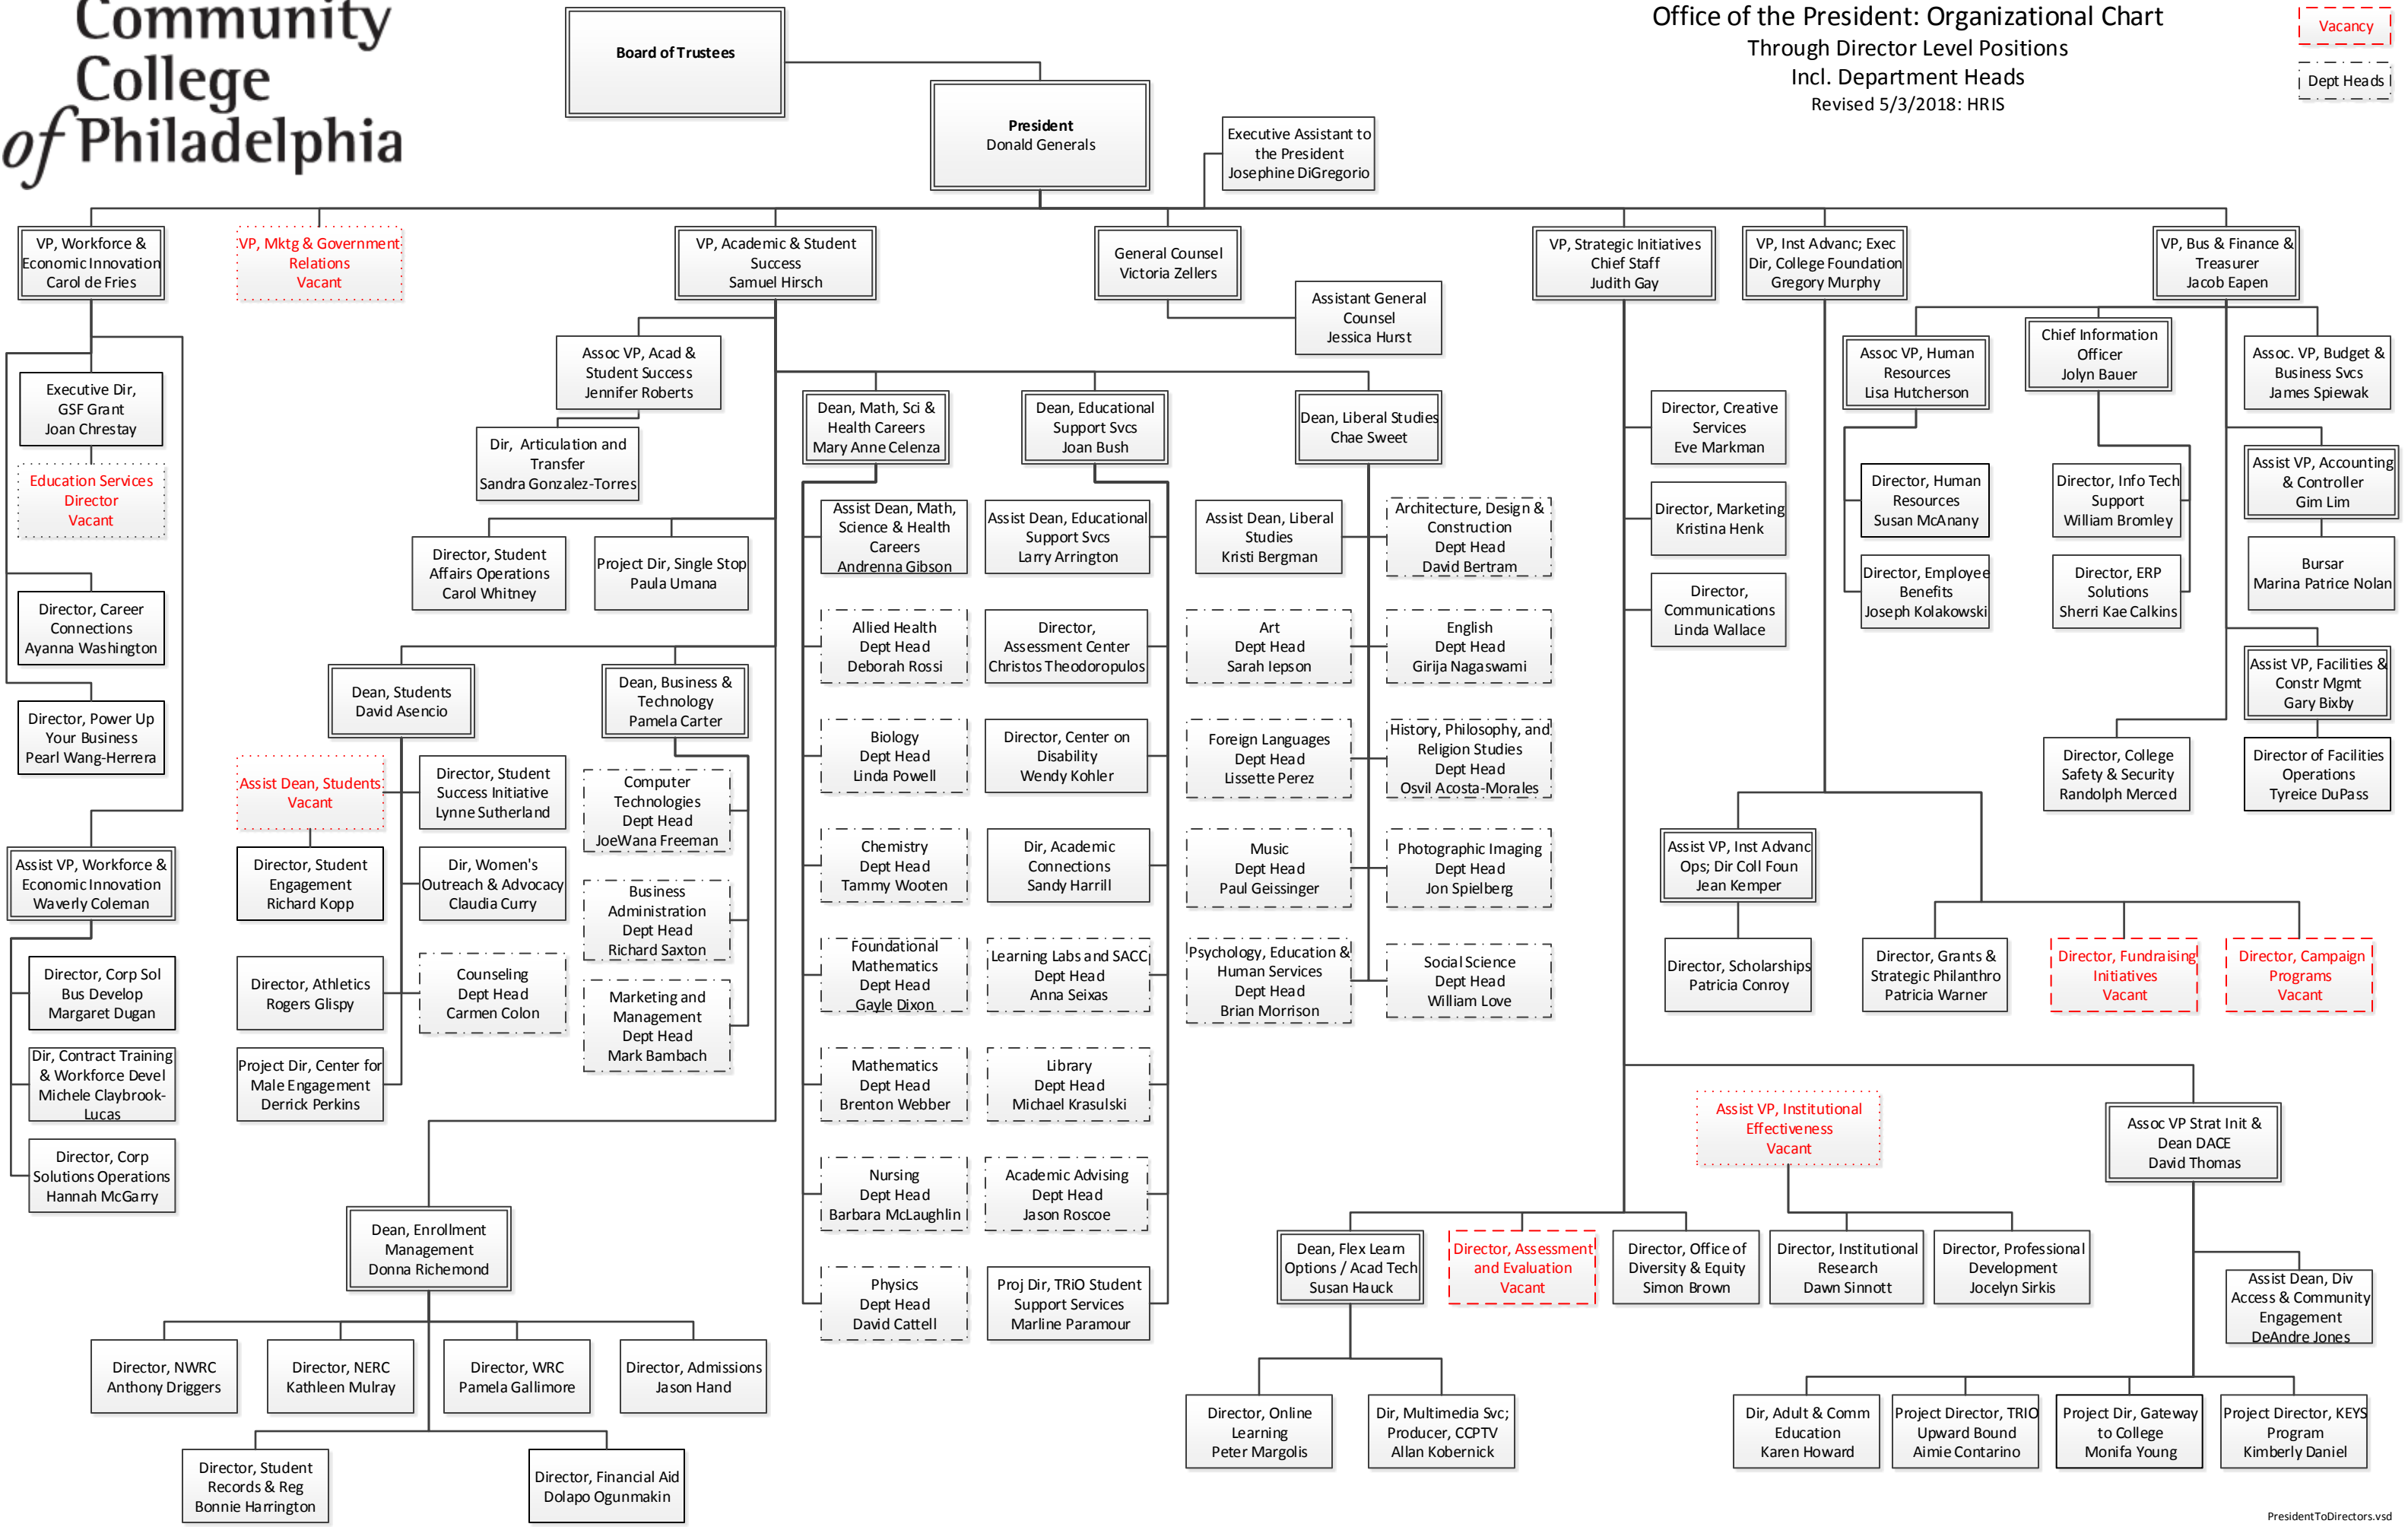 Community
College
of Philadelphia
Office of the President: Organizational Chart
Through Director Level Positions
Incl. Department Heads
Revised 5/3/2018: HRIS
Vacancy
Dept Heads
Board of Trustees
President
Donald Generals
Executive Assistant to
the President
Josephine DiGregorio
VP, Workforce &
Economic Innovation
Carol de Fries
VP, Mktg & Government
Relations
Vacant
VP, Academic & Student
Success
Samuel Hirsch
General Counsel
Victoria Zellers
Assistant General
Counsel
Jessica Hurst
VP, Strategic Initiatives
Chief Staff
Judith Gay
VP, Inst Advanc; Exec
Dir, College Foundation
Gregory Murphy
VP, Bus & Finance &
Treasurer
Jacob Eapen
Executive Dir,
GSF Grant
Joan Chrestay
Education Services
Director
Vacant
Director, Career
Connections
Ayanna Washington
Director, Power Up
Your Business
Pearl Wang-Herrera
Assist VP, Workforce &
Economic Innovation
Waverly Coleman
Director, Corp Sol
Bus Develop
Margaret Dugan
Dir, Contract Training
& Workforce Devel
Michele Claybrook-
Lucas
Director, Corp
Solutions Operations
Hannah McGarry
Assoc VP, Acad &
Student Success
Jennifer Roberts
Dir, Articulation and
Transfer
Sandra Gonzalez-Torres
Director, Student
Affairs Operations
Carol Whitney
Project Dir, Single Stop
Paula Umana
Dean, Students
David Asencio
Assist Dean, Students
Vacant
Director, Student
Engagement
Richard Kopp
Director, Athletics
Rogers Glispy
Project Dir, Center for
Male Engagement
Derrick Perkins
Director, Student
Success Initiative
Lynne Sutherland
Dir, Women's
Outreach & Advocacy
Claudia Curry
Counseling
Dept Head
Carmen Colon
Dean, Business &
Technology
Pamela Carter
Computer
Technologies
Dept Head
JoeWana Freeman
Business
Administration
Dept Head
Richard Saxton
Marketing and
Management
Dept Head
Mark Bambach
Dean, Enrollment
Management
Donna Richemond
Director, NWRC
Anthony Driggers
Director, NERC
Kathleen Mulray
Director, WRC
Pamela Gallimore
Director, Admissions
Jason Hand
Director, Student
Records & Reg
Bonnie Harrington
Director, Financial Aid
Dolapo Ogunmakin
Dean, Math, Sci &
Health Careers
Mary Anne Celenza
Assist Dean, Math,
Science & Health
Careers
Andrenna Gibson
Allied Health
Dept Head
Deborah Rossi
Biology
Dept Head
Linda Powell
Chemistry
Dept Head
Tammy Wooten
Foundational
Mathematics
Dept Head
Gayle Dixon
Mathematics
Dept Head
Brenton Webber
Nursing
Dept Head
Barbara McLaughlin
Physics
Dept Head
David Cattell
Dean, Educational
Support Svcs
Joan Bush
Assist Dean, Educational
Support Svcs
Larry Arrington
Director,
Assessment Center
Christos Theodoropulos
Director, Center on
Disability
Wendy Kohler
Dir, Academic
Connections
Sandy Harrill
Learning Labs and SACC
Dept Head
Anna Seixas
Library
Dept Head
Michael Krasulski
Academic Advising
Dept Head
Jason Roscoe
Proj Dir, TRiO Student
Support Services
Marline Paramour
Dean, Liberal Studies
Chae Sweet
Assist Dean, Liberal
Studies
Kristi Bergman
Architecture, Design &
Construction
Dept Head
David Bertram
Art
Dept Head
Sarah Iepson
English
Dept Head
Girija Nagaswami
Foreign Languages
Dept Head
Lissette Perez
History, Philosophy, and
Religion Studies
Dept Head
Osvil Acosta-Morales
Music
Dept Head
Paul Geissinger
Photographic Imaging
Dept Head
Jon Spielberg
Psychology, Education &
Human Services
Dept Head
Brian Morrison
Social Science
Dept Head
William Love
Director, Creative
Services
Eve Markman
Director, Marketing
Kristina Henk
Director,
Communications
Linda Wallace
Assoc VP, Human
Resources
Lisa Hutcherson
Director, Human
Resources
Susan McAnany
Director, Employee
Benefits
Joseph Kolakowski
Chief Information
Officer
Jolyn Bauer
Director, Info Tech
Support
William Bromley
Director, ERP
Solutions
Sherri Kae Calkins
Assoc. VP, Budget &
Business Svcs
James Spiewak
Assist VP, Accounting
& Controller
Gim Lim
Bursar
Marina Patrice Nolan
Assist VP, Facilities &
Constr Mgmt
Gary Bixby
Director, College
Safety & Security
Randolph Merced
Director of Facilities
Operations
Tyreice DuPass
Assist VP, Inst Advanc
Ops; Dir Coll Foun
Jean Kemper
Director, Scholarships
Patricia Conroy
Director, Grants &
Strategic Philanthro
Patricia Warner
Director, Fundraising
Initiatives
Vacant
Director, Campaign
Programs
Vacant
Assist VP, Institutional
Effectiveness
Vacant
Assoc VP Strat Init &
Dean DACE
David Thomas
Dean, Flex Learn
Options / Acad Tech
Susan Hauck
Director, Assessment
and Evaluation
Vacant
Director, Office of
Diversity & Equity
Simon Brown
Director, Institutional
Research
Dawn Sinnott
Director, Professional
Development
Jocelyn Sirkis
Assist Dean, Div
Access & Community
Engagement
DeAndre Jones
Director, Online
Learning
Peter Margolis
Dir, Multimedia Svc;
Producer, CCPTV
Allan Kobernick
Dir, Adult & Comm
Education
Karen Howard
Project Director, TRIO
Upward Bound
Aimie Contarino
Project Dir, Gateway
to College
Monifa Young
Project Director, KEYS
Program
Kimberly Daniel
PresidentToDirectors.vsd